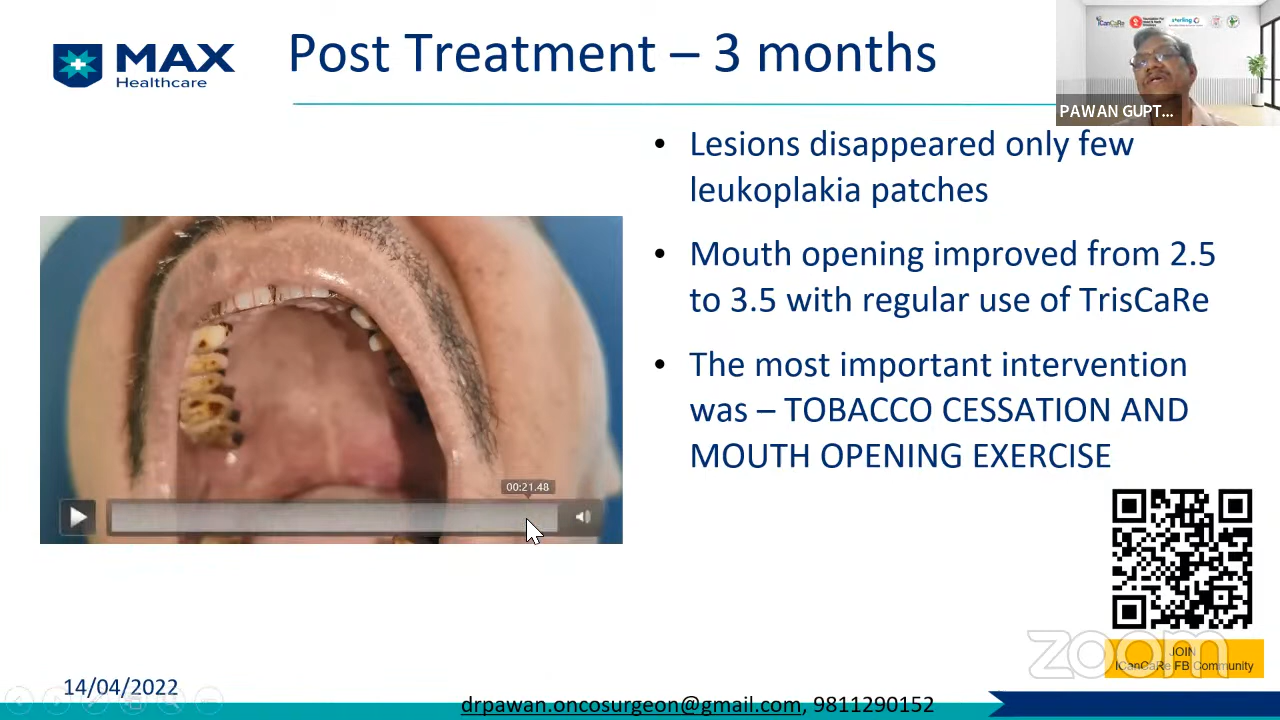 MAX
Healthcare
Post Treatment – 3 months
PAWAN GUPT...
• Lesions disappeared only few
leukoplakia patches
• Mouth opening improved from 2.5
to 3.5 with regular use of TrisCaRe
• The most important intervention
was – TOBACCO CESSATION AND
MOUTH OPENING EXERCISE
00:21.48
zoom
JOIN
ICanCaRe FB Community
14/04/2022
drpawan.oncosurgeon@gmail.com, 9811290152